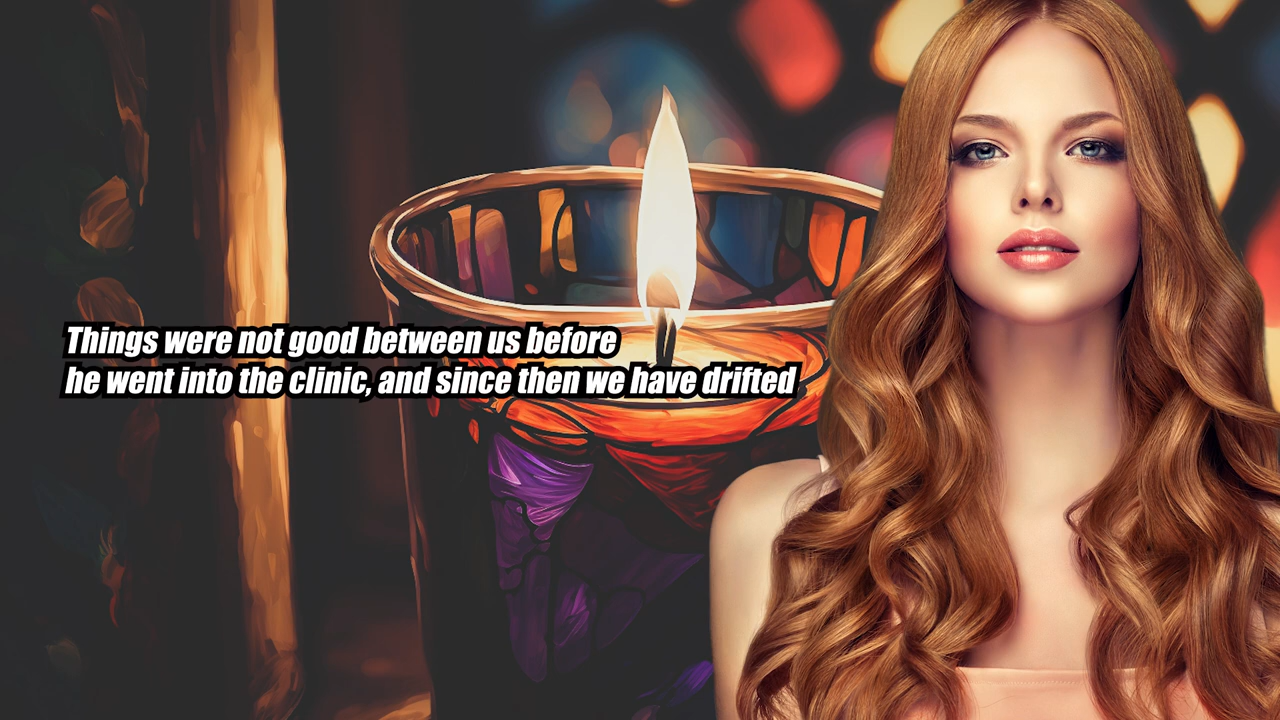 Things were not good between us before
he went into the clinic, and since then we have drifted